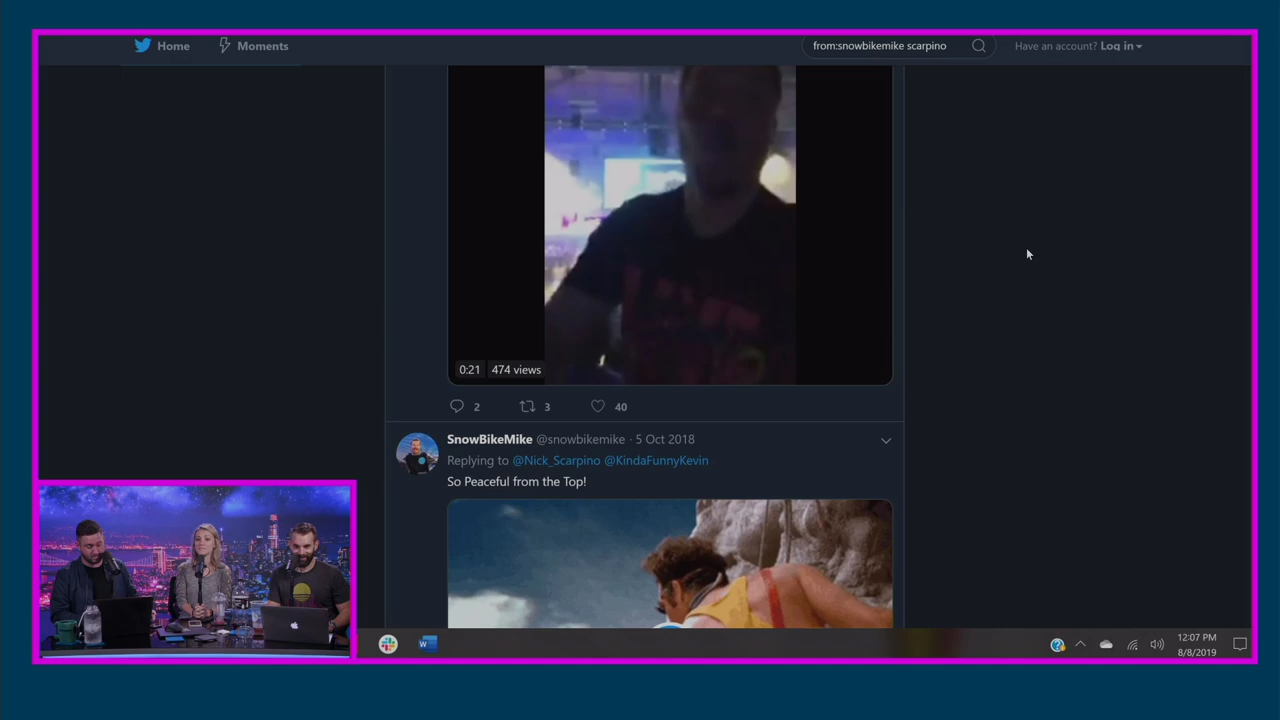 Home
Moments
from:snowbikemike scarpino
Have an account? Log in
0:21
474 views
2
3
40
SnowBikeMike @snowbikemike · 5 Oct 2018
Replying to @Nick_Scarpino @KindaFunnyKevin
So Peaceful from the Top!
W
12:07 PM
8/8/2019